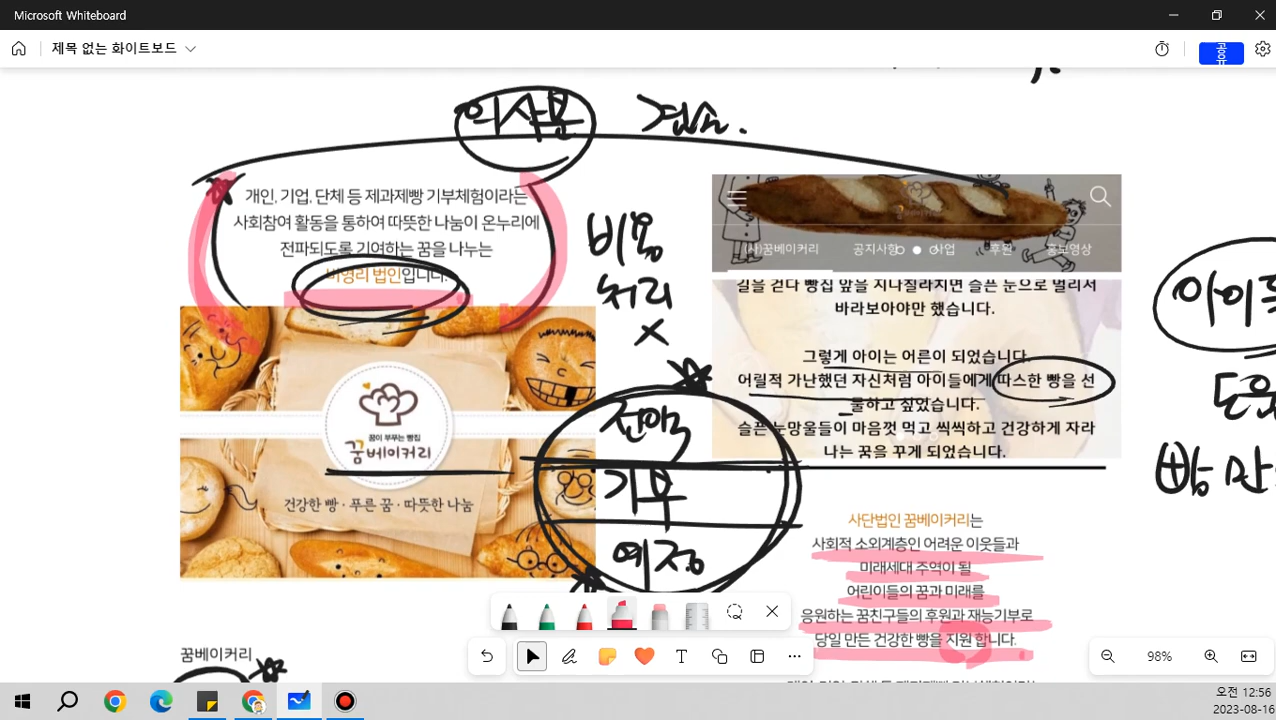 Microsoft Whiteboard
제목 없는 화이트보드
공유
의사분 겸손.
개인, 기업, 단체 등 제과제빵 기부체험이라는
사회참여 활동을 통하여 따뜻한 나눔이 온누리에
전파되도록 기여하는 꿈을 나누는
비영리 법인입니다.
꿈이 부푸는 빵집
꿈베이커리
건강한 빵 · 푸른 꿈 · 따뜻한 나눔
비용
처리
X
전액
기부
예정
(사)꿈베이커리 공지사항 사업 후원 홍보영상
길을 걷다 빵집 앞을 지나칠라치면 슬픈 눈으로 멀리서
바라보아야만 했습니다.
그렇게 아이는 어른이 되었습니다.
어릴적 가난했던 자신처럼 아이들에게 따스한 빵을 선
물하고 싶었습니다.
슬픈 눈망울들이 마음껏 먹고 씩씩하고 건강하게 자라
나는 꿈을 꾸게 되었습니다.
사단법인 꿈베이커리는
사회적 소외계층인 어려운 이웃들과
미래세대 주역이 될
어린이들의 꿈과 미래를
응원하는 꿈친구들의 후원과 재능기부로
당일 만든 건강한 빵을 지원 합니다.
아이
도
빵 만
꿈베이커리
98%
오전 12:56
2023-08-16